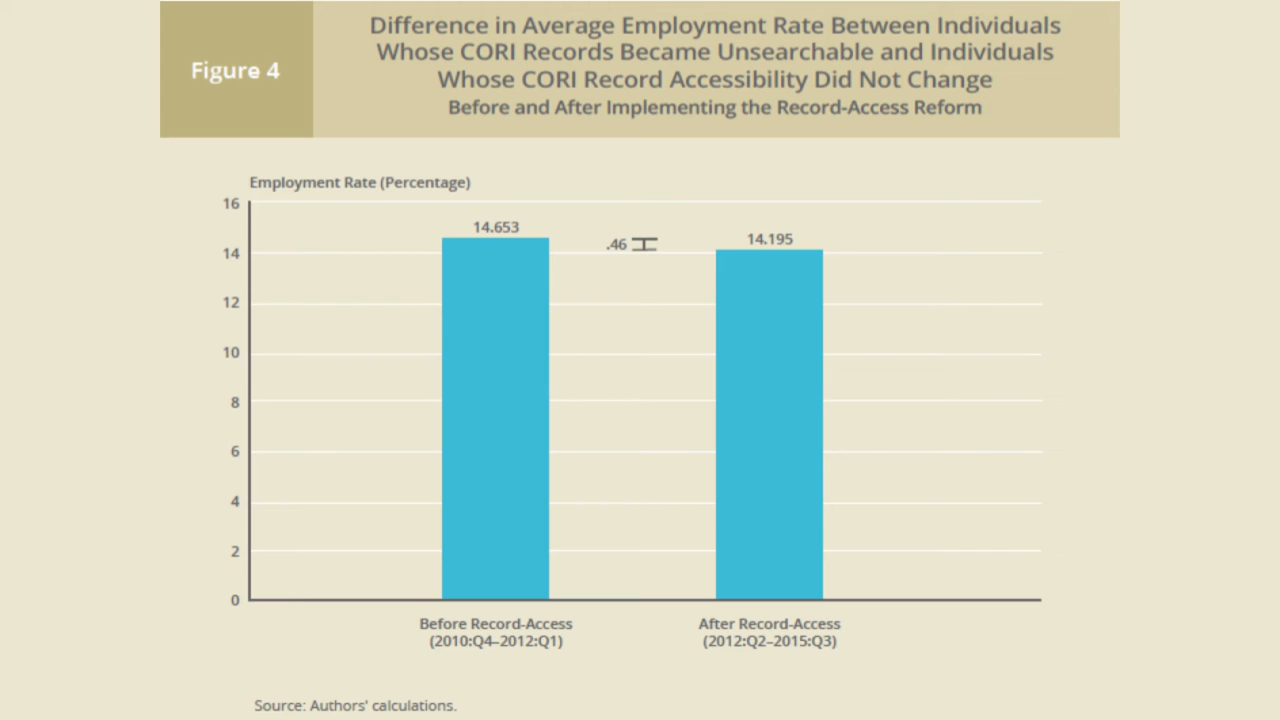 Figure 4
Difference in Average Employment Rate Between Individuals
Whose CORI Records Became Unsearchable and Individuals
Whose CORI Record Accessibility Did Not Change
Before and After Implementing the Record-Access Reform
Employment Rate (Percentage)
16
14
12
10
8
6
4
2
0
14.653
.46
14.195
Before Record-Access
(2010:Q4–2012:Q1)
After Record-Access
(2012:Q2–2015:Q3)
Source: Authors' calculations.